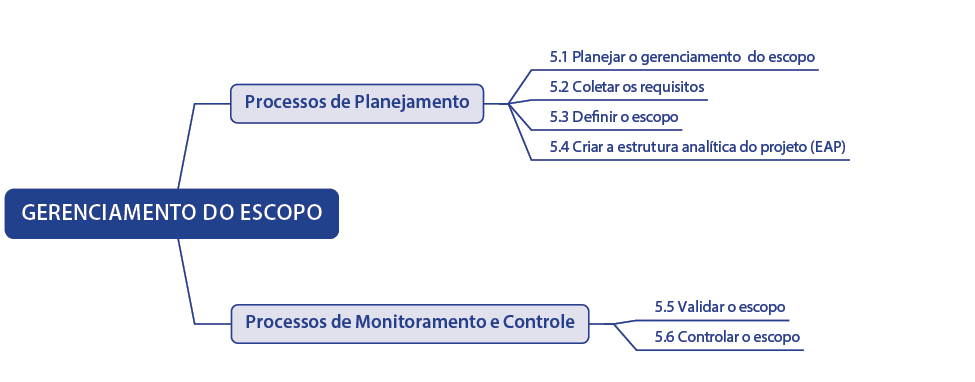 5.1 Planejar o gerenciamento do escopo
Processos de Planejamento
5.2 Coletar os requisitos
5.3 Definir o escopo
5.4 Criar a estrutura analítica do projeto (EAP)
GERENCIAMENTO DO ESCOPO
Processos de Monitoramento e Controle
5.5 Validar o escopo
5.6 Controlar o escopo